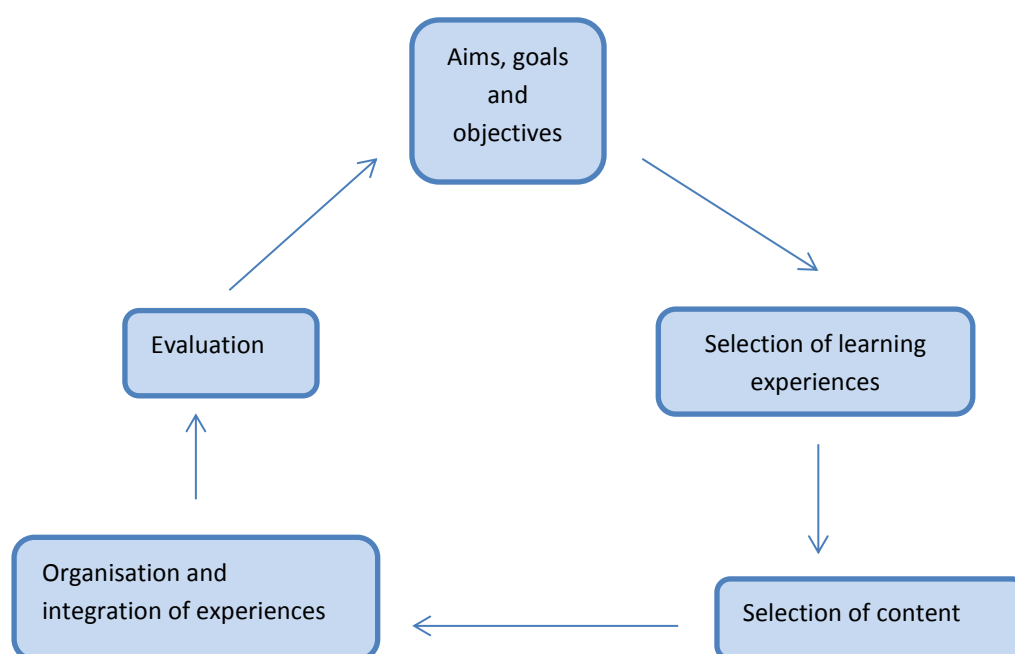 Aims, goals
and
objectives
Evaluation
Selection of learning
experiences
Organisation and
integration of experiences
Selection of content